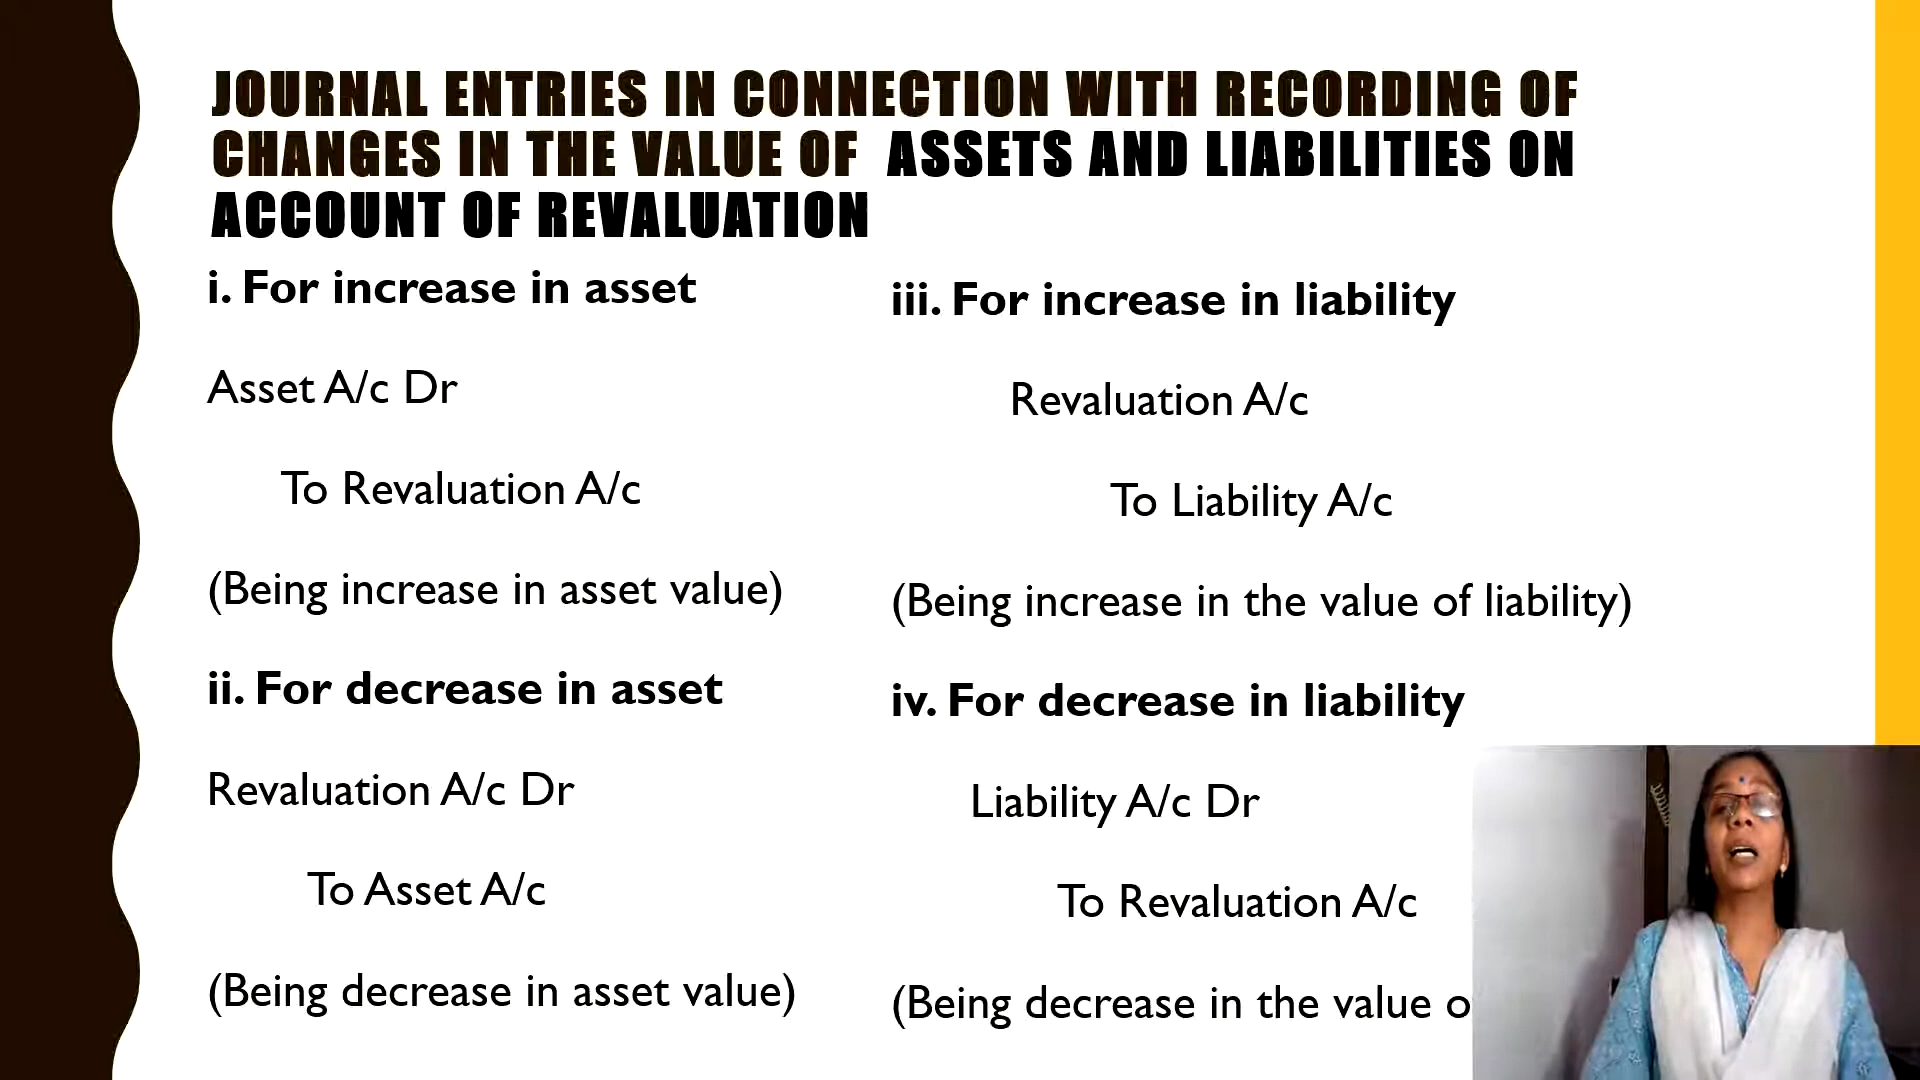 JOURNAL ENTRIES IN CONNECTION WITH RECORDING OF
CHANGES IN THE VALUE OF ASSETS AND LIABILITIES ON
ACCOUNT OF REVALUATION
i. For increase in asset
Asset A/c Dr
To Revaluation A/c
(Being increase in asset value)
ii. For decrease in asset
Revaluation A/c Dr
To Asset A/c
(Being decrease in asset value)
iii. For increase in liability
Revaluation A/c
To Liability A/c
(Being increase in the value of liability)
iv. For decrease in liability
Liability A/c Dr
To Revaluation A/c
(Being decrease in the value